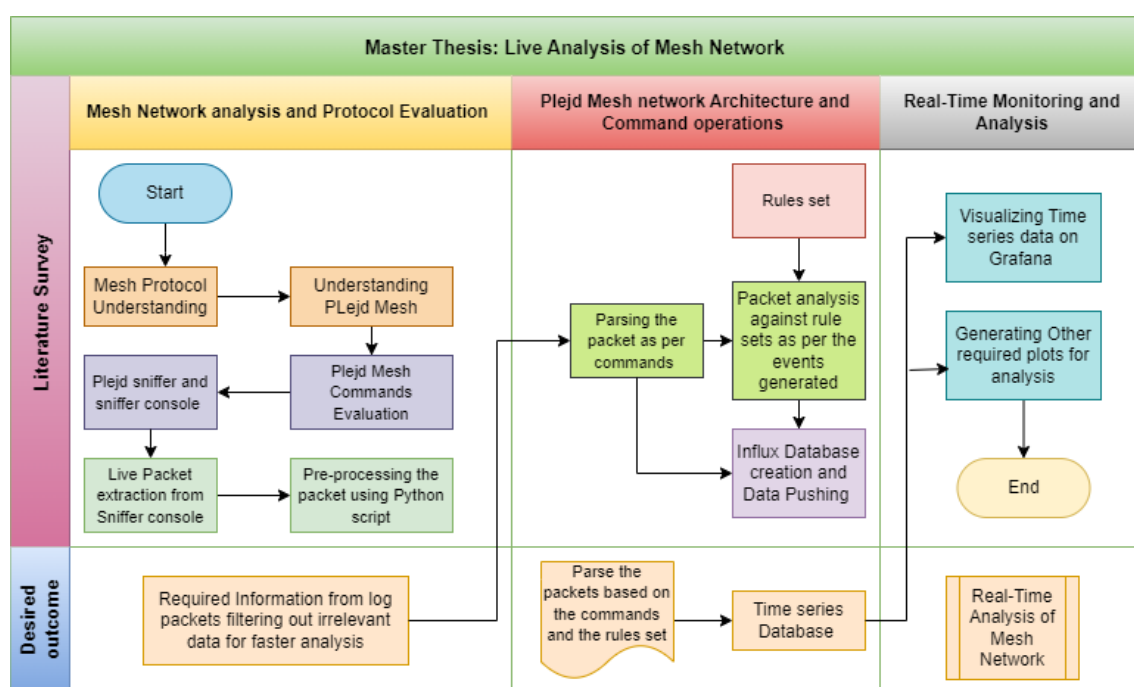 Master Thesis: Live Analysis of Mesh Network
Mesh Network analysis and Protocol Evaluation
Plejd Mesh network Architecture and
Command operations
Real-Time Monitoring and
Analysis
Literature Survey
Start
Mesh Protocol
Understanding
Understanding
PLejd Mesh
Plejd sniffer and
sniffer console
Plejd Mesh
Commands
Evaluation
Live Packet
extraction from
Sniffer console
Pre-processing the
packet using Python
script
Rules set
Parsing the
packet as per
commands
Packet analysis
against rule
sets as per the
events
generated
Influx Database
creation and
Data Pushing
Visualizing Time
series data on
Grafana
Generating Other
required plots for
analysis
End
Desired
outcome
Required Information from log
packets filtering out irrelevant
data for faster analysis
Parse the
packets based on
the commands
and the rules set
Time series
Database
Real-Time
Analysis of
Mesh
Network